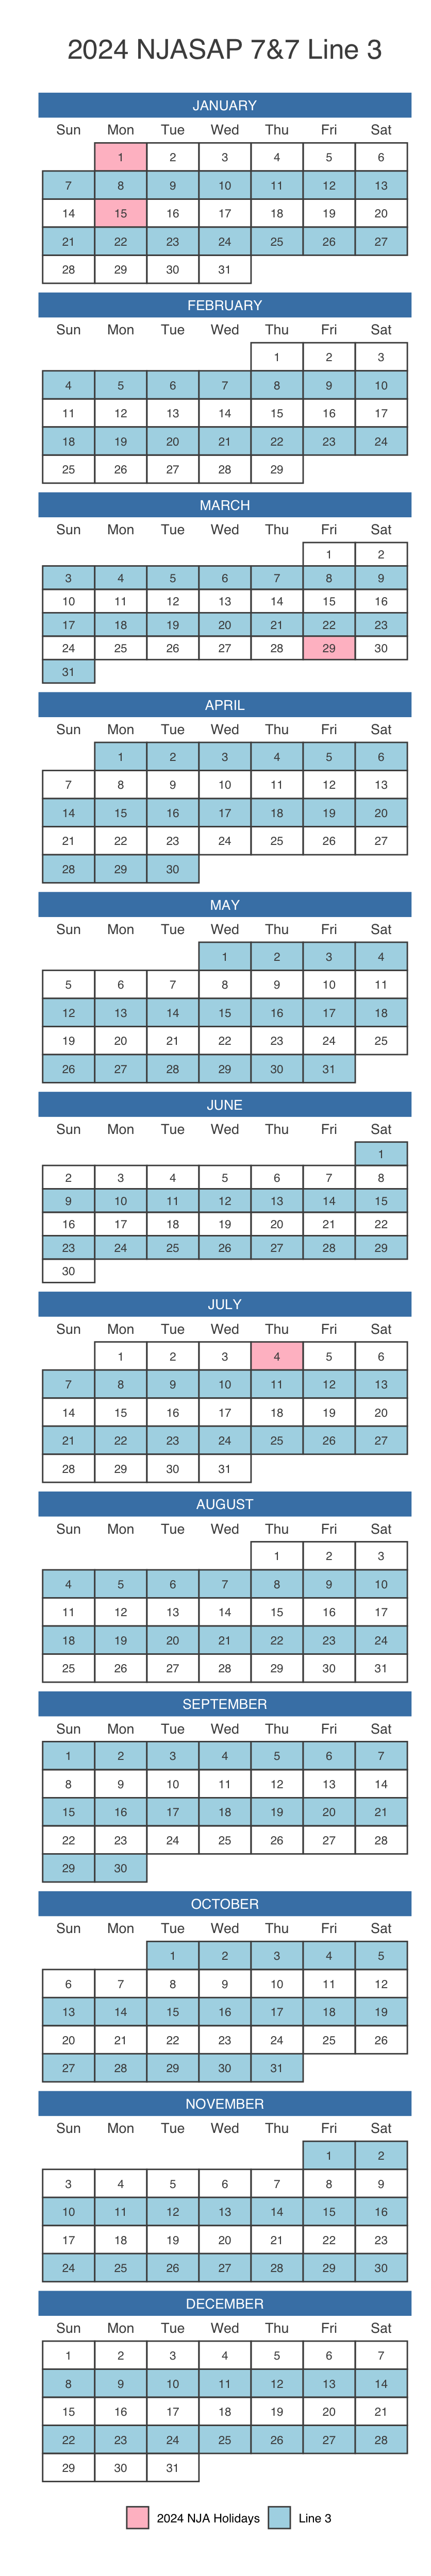 2024 NJASAP 7&7 Line 3
JANUARY
Sun Mon Tue Wed Thu Fri Sat
1 2 3 4 5 6
7 8 9 10 11 12 13
14 15 16 17 18 19 20
21 22 23 24 25 26 27
28 29 30 31
FEBRUARY
Sun Mon Tue Wed Thu Fri Sat
1 2 3
4 5 6 7 8 9 10
11 12 13 14 15 16 17
18 19 20 21 22 23 24
25 26 27 28 29
MARCH
Sun Mon Tue Wed Thu Fri Sat
1 2
3 4 5 6 7 8 9
10 11 12 13 14 15 16
17 18 19 20 21 22 23
24 25 26 27 28 29 30
31
APRIL
Sun Mon Tue Wed Thu Fri Sat
1 2 3 4 5 6
7 8 9 10 11 12 13
14 15 16 17 18 19 20
21 22 23 24 25 26 27
28 29 30
MAY
Sun Mon Tue Wed Thu Fri Sat
1 2 3 4
5 6 7 8 9 10 11
12 13 14 15 16 17 18
19 20 21 22 23 24 25
26 27 28 29 30 31
JUNE
Sun Mon Tue Wed Thu Fri Sat
1
2 3 4 5 6 7 8
9 10 11 12 13 14 15
16 17 18 19 20 21 22
23 24 25 26 27 28 29
30
JULY
Sun Mon Tue Wed Thu Fri Sat
1 2 3 4 5 6
7 8 9 10 11 12 13
14 15 16 17 18 19 20
21 22 23 24 25 26 27
28 29 30 31
AUGUST
Sun Mon Tue Wed Thu Fri Sat
1 2 3
4 5 6 7 8 9 10
11 12 13 14 15 16 17
18 19 20 21 22 23 24
25 26 27 28 29 30 31
SEPTEMBER
Sun Mon Tue Wed Thu Fri Sat
1 2 3 4 5 6 7
8 9 10 11 12 13 14
15 16 17 18 19 20 21
22 23 24 25 26 27 28
29 30
OCTOBER
Sun Mon Tue Wed Thu Fri Sat
1 2 3 4 5
6 7 8 9 10 11 12
13 14 15 16 17 18 19
20 21 22 23 24 25 26
27 28 29 30 31
NOVEMBER
Sun Mon Tue Wed Thu Fri Sat
1 2
3 4 5 6 7 8 9
10 11 12 13 14 15 16
17 18 19 20 21 22 23
24 25 26 27 28 29 30
DECEMBER
Sun Mon Tue Wed Thu Fri Sat
1 2 3 4 5 6 7
8 9 10 11 12 13 14
15 16 17 18 19 20 21
22 23 24 25 26 27 28
29 30 31
2024 NJA Holidays Line 3